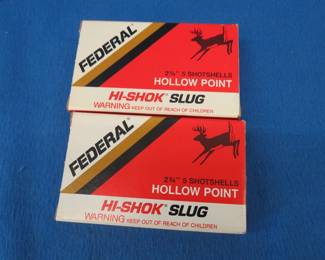 FEDERAL®
2¾" 5 SHOTSHELLS
HOLLOW POINT
HI-SHOK® SLUG
WARNING KEEP OUT OF REACH OF CHILDREN
FEDERAL®
2¾" 5 SHOTSHELLS
HOLLOW POINT
HI-SHOK® SLUG
WARNING KEEP OUT OF REACH OF CHILDREN